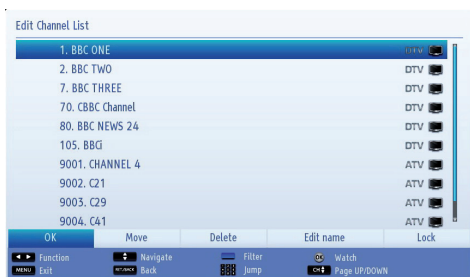 Edit Channel List
1. BBC ONE DTV
2. BBC TWO DTV
7. BBC THREE DTV
70. CBBC Channel DTV
80. BBC NEWS 24 DTV
105. BBCi DTV
9001. CHANNEL 4 ATV
9002. C21 ATV
9003. C29 ATV
9004. C41 ATV
OK Move Delete Edit name Lock
Function Navigate Filter OK Watch
MENU Exit RET./BACK Back Jump CH Page UP/DOWN